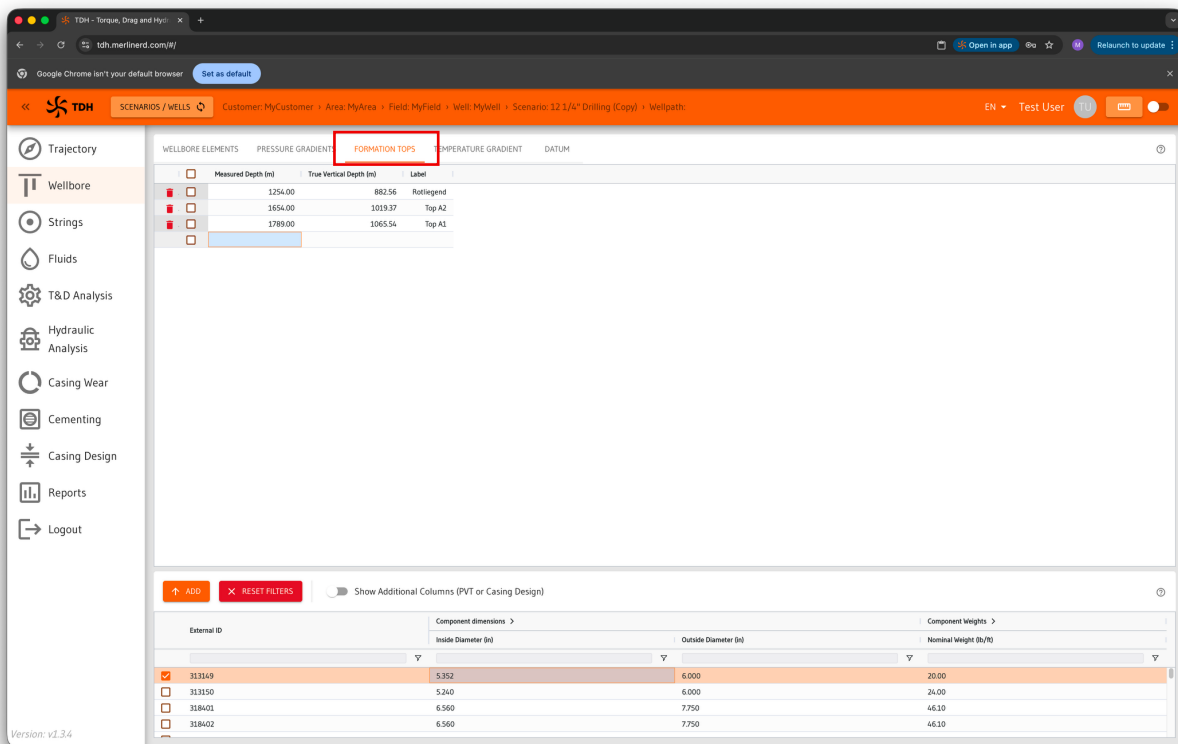 TDH - Torque, Drag and Hydr
tdh.merlinerd.com/#/
Open in app
M
Relaunch to update
Google Chrome isn't your default browser
Set as default
TDH
SCENARIOS / WELLS
Customer: MyCustomer › Area: MyArea › Field: MyField › Well: MyWell › Scenario: 12 1/4" Drilling (Copy) › Wellpath:
EN
Test User
TU
Trajectory
Wellbore
Strings
Fluids
T&D Analysis
Hydraulic
Analysis
Casing Wear
Cementing
Casing Design
Reports
Logout
Version: v1.3.4
WELLBORE ELEMENTS PRESSURE GRADIENTS FORMATION TOPS TEMPERATURE GRADIENT DATUM
Measured Depth (m) True Vertical Depth (m) Label
1254.00 882.56 Rotliegend
1654.00 1019.37 Top A2
1789.00 1065.54 Top A1
ADD
RESET FILTERS
Show Additional Columns (PVT or Casing Design)
External ID
Component dimensions >
Component Weights >
Inside Diameter (in) Outside Diameter (in) Nominal Weight (lb/ft)
313149 5.352 6.000 20.00
313150 5.240 6.000 24.00
318401 6.560 7.750 46.10
318402 6.560 7.750 46.10